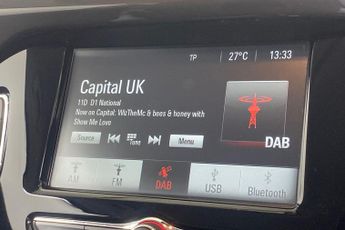 TP 27°C 13:33
Capital UK
11D D1 National
Now on Capital: WizTheMc & bees & honey with
Show Me Love
Source Tune Menu
DAB
AM FM DAB USB Bluetooth